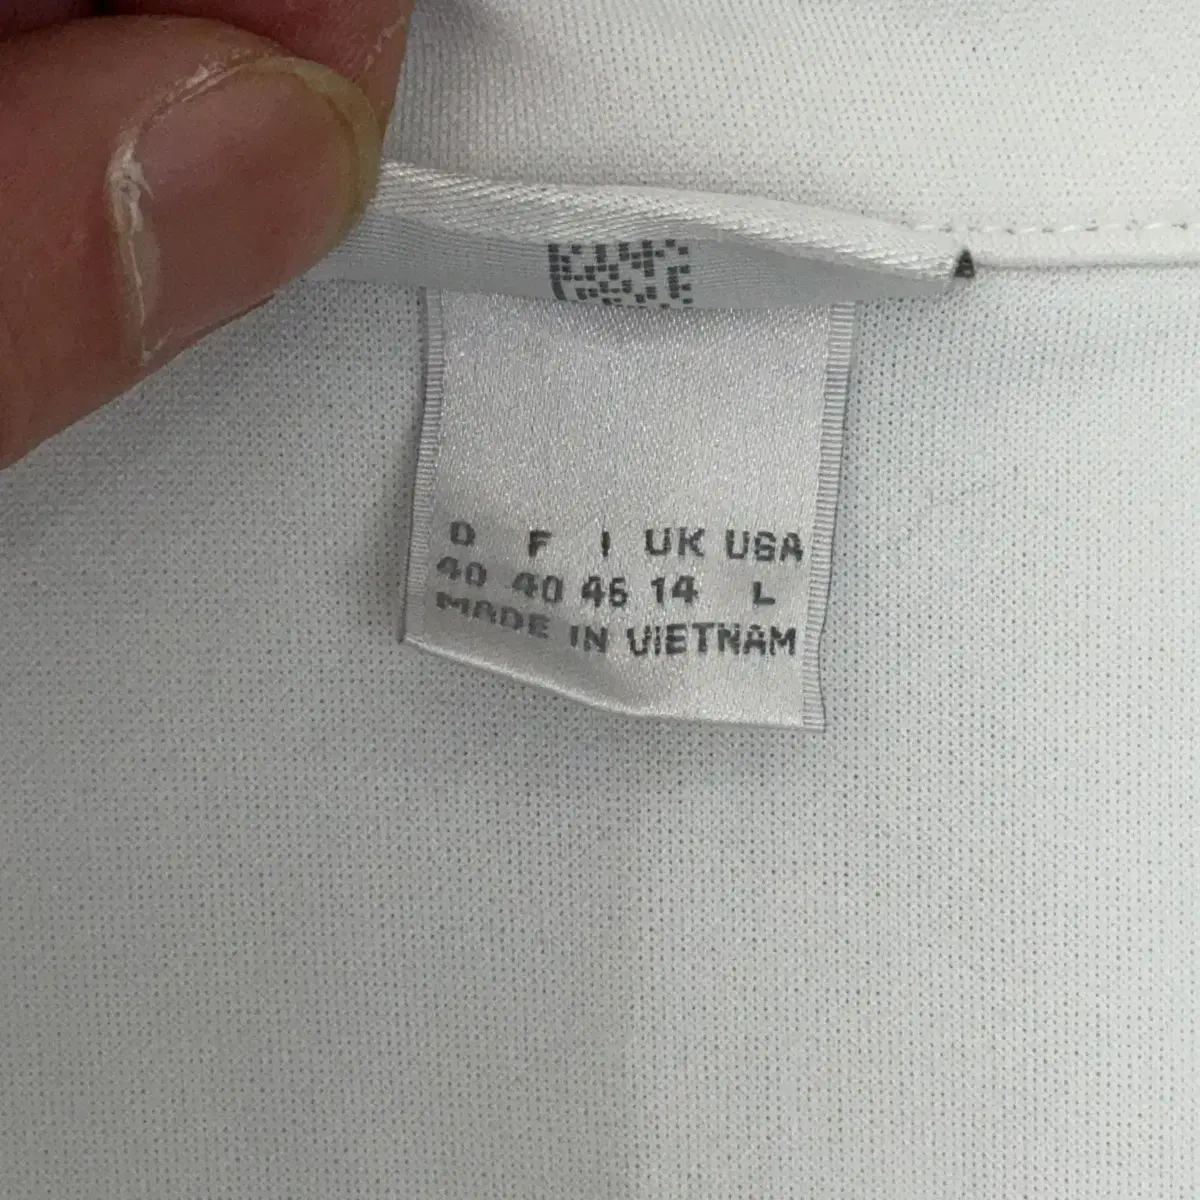 D F I UK USA
40 40 46 14 L
MADE IN VIETNAM